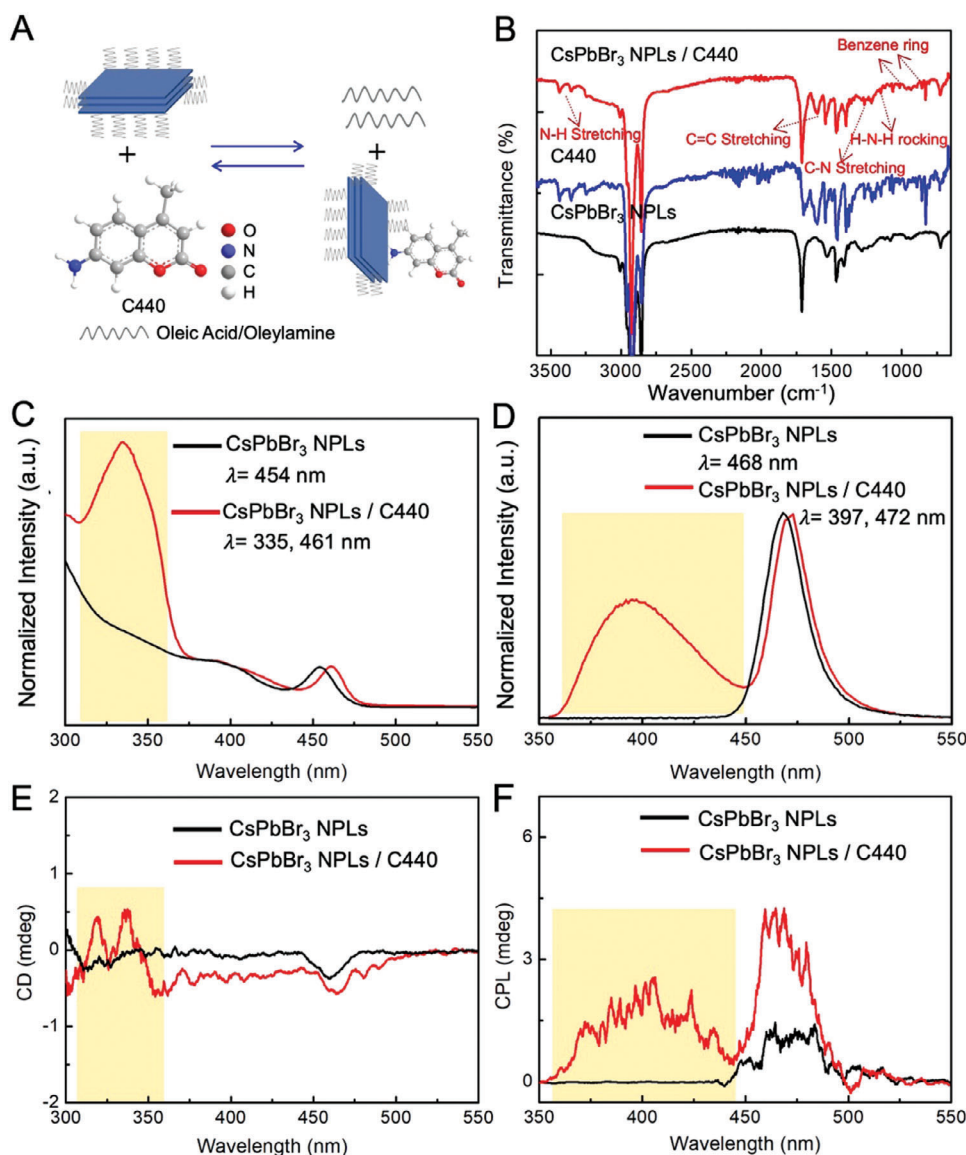 A
+
+
CH₃
O
N
C
H
C440
Oleic Acid/Oleylamine
B
CsPbBr₃ NPLs / C440
Benzene ring
N-H Stretching
C=C Stretching
H-N-H rocking
C440
C-N Stretching
CsPbBr₃ NPLs
Transmittance (%)
3500 3000 2500 2000 1500 1000
Wavenumber (cm⁻¹)
C
CsPbBr₃ NPLs
λ= 454 nm
CsPbBr₃ NPLs / C440
λ= 335, 461 nm
Normalized Intensity (a.u.)
300 350 400 450 500 550
Wavelength (nm)
D
CsPbBr₃ NPLs
λ= 468 nm
CsPbBr₃ NPLs / C440
λ= 397, 472 nm
Normalized Intensity (a.u.)
350 400 450 500 550
Wavelength (nm)
E
CsPbBr₃ NPLs
CsPbBr₃ NPLs / C440
CD (mdeg)
2
1
0
-1
-2
300 350 400 450 500 550
Wavelength (nm)
F
CsPbBr₃ NPLs
CsPbBr₃ NPLs / C440
CPL (mdeg)
6
3
0
350 400 450 500 550
Wavelength (nm)